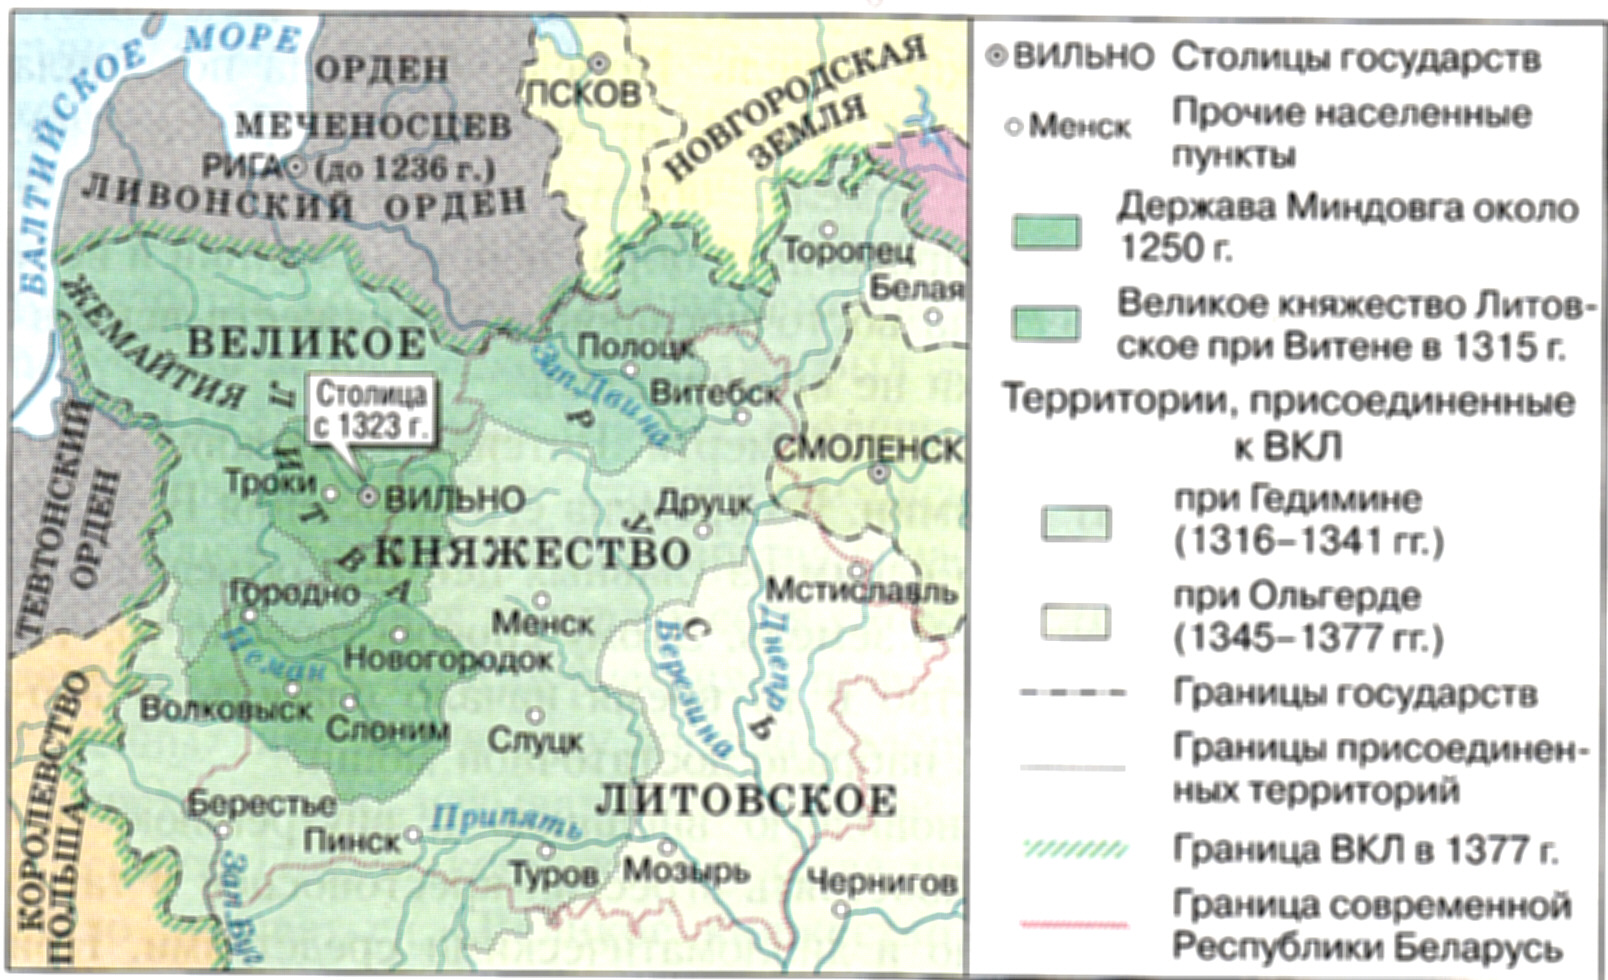 БАЛТИЙСКОЕ
МОРЕ
ОРДЕН
МЕЧЕНОСЦЕВ
РИГА (до 1236 г.)
ЛИВОНСКИЙ ОРДЕН
ПСКОВ
НОВГОРОДСКАЯ
ЗЕМЛЯ
Торопец
Белая
ЖЕМАЙТИЯ
ВЕЛИКОЕ
Полоцк
Зап. Двина
Витебск
Столица
с 1323 г.
СМОЛЕНСК
ТЕВТОНСКИЙ
ОРДЕН
Троки
ВИЛЬНО
Друцк
ЛИТВА
РУСЬ
КНЯЖЕСТВО
Городно
Менск
Мстиславль
Неман
Новогородок
Березина
Днепр
Волковыск
Слоним
Слуцк
КОРОЛЕВСТВО
ПОЛЬША
ЛИТОВСКОЕ
Берестье
Пинск
Припять
Туров
Мозырь
Чернигов
Зап. Буг
ВИЛЬНО Столицы государств
Менск Прочие населенные
пункты
Держава Миндовга около
1250 г.
Великое княжество Литов-
ское при Витене в 1315 г.
Территории, присоединенные
к ВКЛ
при Гедимине
(1316–1341 гг.)
при Ольгерде
(1345–1377 гг.)
Границы государств
Границы присоединен-
ных территорий
Граница ВКЛ в 1377 г.
Граница современной
Республики Беларусь